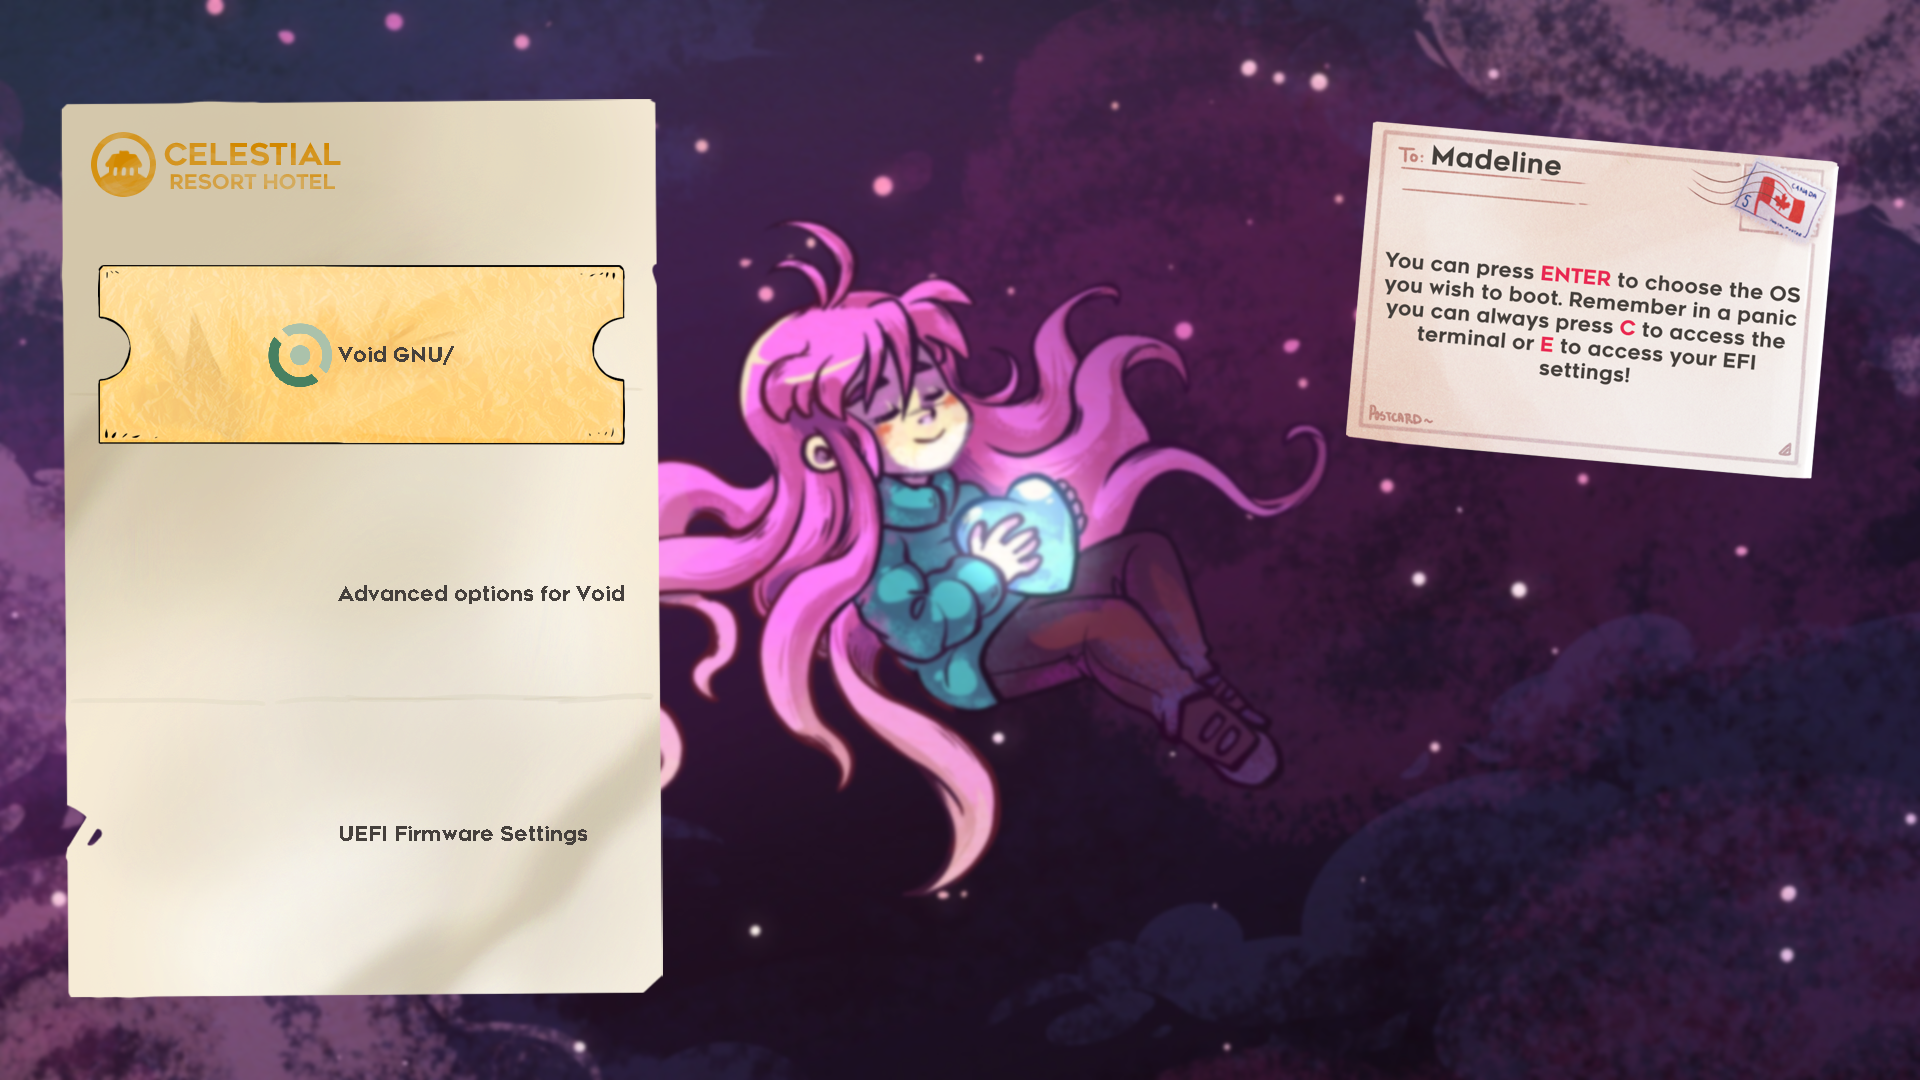 CELESTIAL
RESORT HOTEL
Void GNU/
Advanced options for Void
UEFI Firmware Settings
To: Madeline
CANADA
5
You can press ENTER to choose the OS
you wish to boot. Remember in a panic
you can always press C to access the
terminal or E to access your EFI
settings!
POSTCARD~